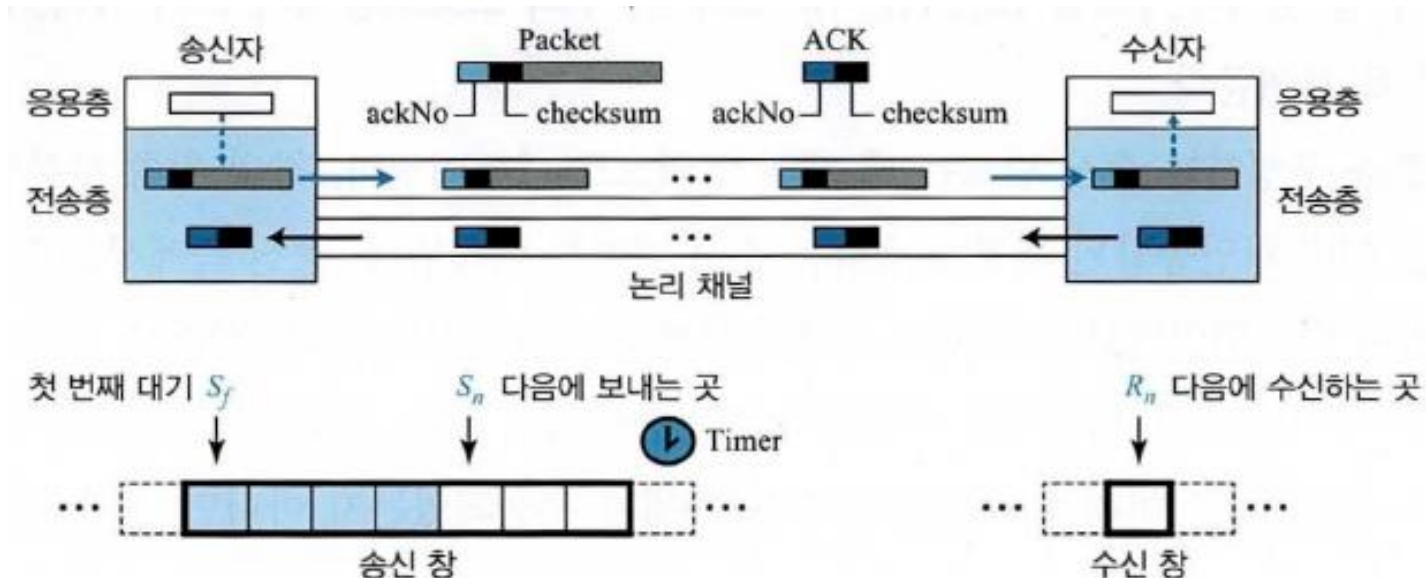 송신자 Packet ACK 수신자
응용층 응용층
ackNo checksum ackNo checksum
전송층 ... ... 전송층
논리 채널
첫 번째 대기 Sf Sn 다음에 보내는 곳 Rn 다음에 수신하는 곳
Timer
... ... ... ...
송신 창 수신 창